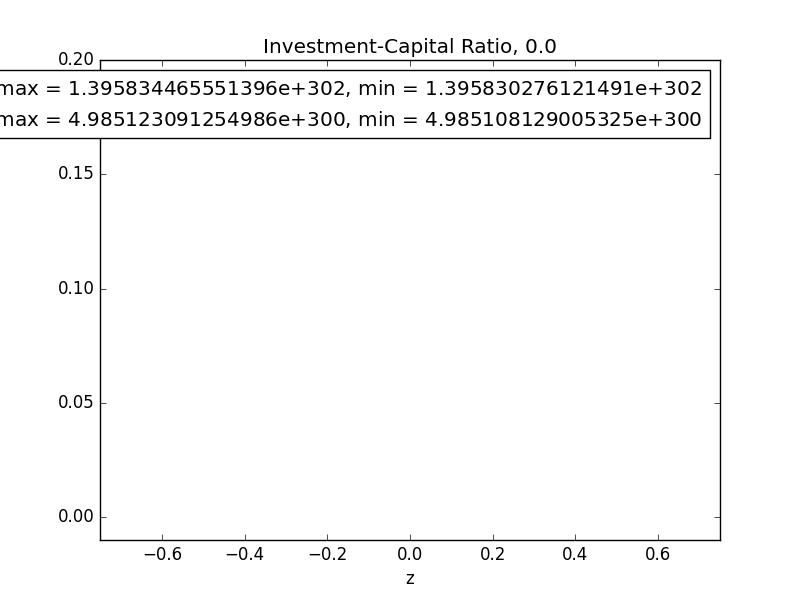 Investment-Capital Ratio, 0.0
0.20
max = 1.395834465551396e+302, min = 1.395830276121491e+302
max = 4.985123091254986e+300, min = 4.985108129005325e+300
0.15
0.10
0.05
0.00
−0.6 −0.4 −0.2 0.0 0.2 0.4 0.6
z